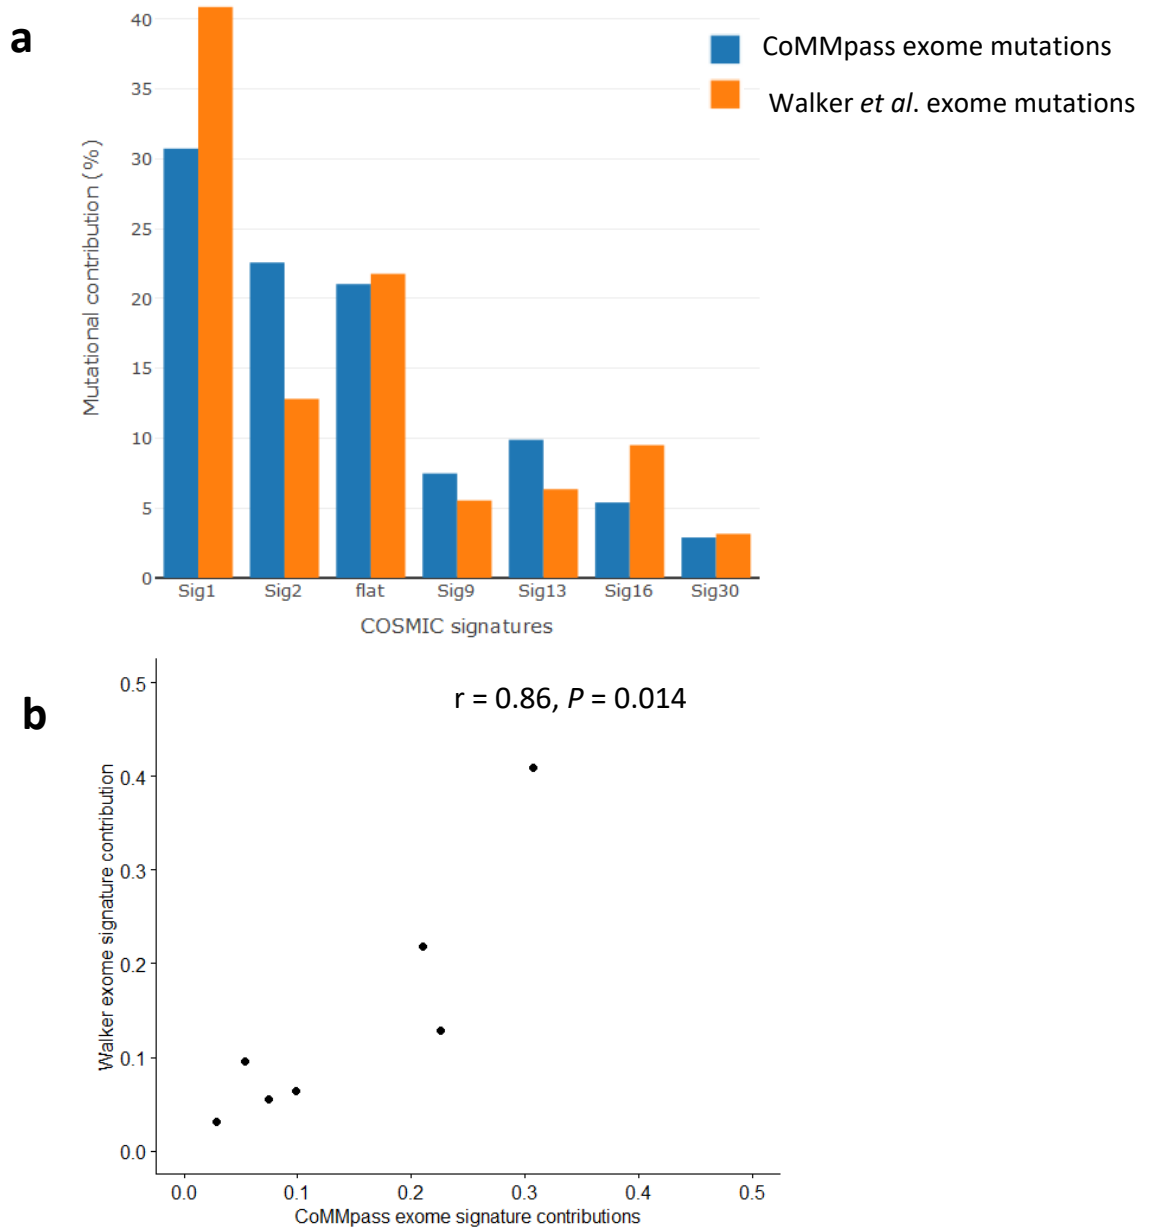 a
CoMMpass exome mutations
Walker et al. exome mutations
Mutational contribution (%)
40
35
30
25
20
15
10
5
0
Sig1 Sig2 flat Sig9 Sig13 Sig16 Sig30
COSMIC signatures
b
r = 0.86, P = 0.014
Walker exome signature contribution
0.5
0.4
0.3
0.2
0.1
0.0
0.0 0.1 0.2 0.3 0.4 0.5
CoMMpass exome signature contributions